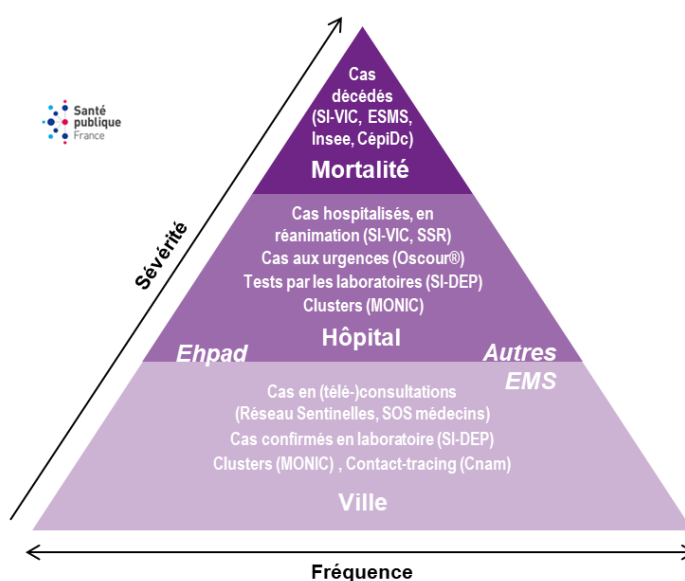 Santé
publique
France
Sévérité
Cas
décédés
(SI-VIC, ESMS,
Insee, CépiDc)
Mortalité
Cas hospitalisés, en
réanimation (SI-VIC, SSR)
Cas aux urgences (Oscour®)
Tests par les laboratoires (SI-DEP)
Clusters (MONIC)
Hôpital
Ehpad
Autres
EMS
Cas en (télé-)consultations
(Réseau Sentinelles, SOS médecins)
Cas confirmés en laboratoire (SI-DEP)
Clusters (MONIC) , Contact-tracing (Cnam)
Ville
Fréquence